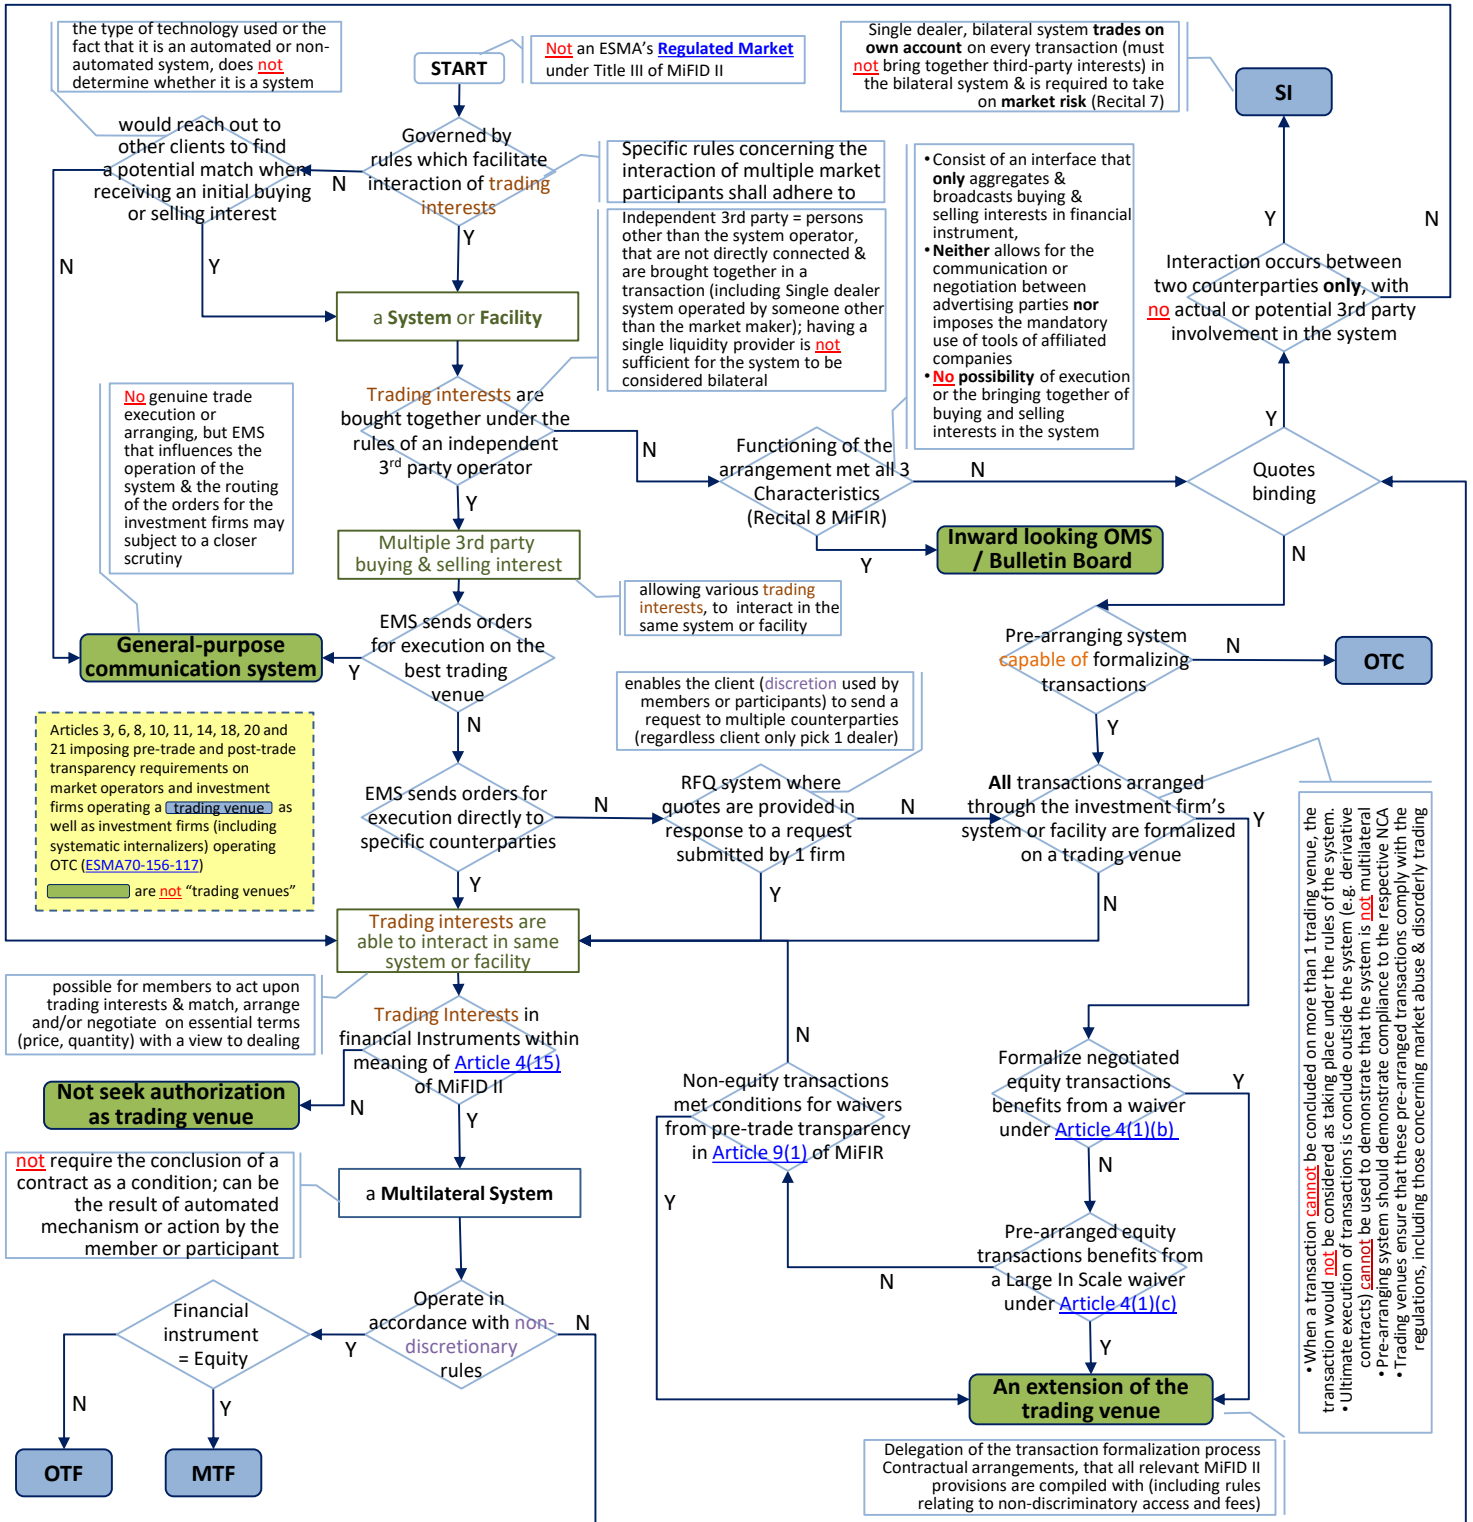 the type of technology used or the
fact that it is an automated or non-
automated system, does not
determine whether it is a system
START
Not an ESMA's Regulated Market
under Title III of MiFID II
Single dealer, bilateral system trades on
own account on every transaction (must
not bring together third-party interests) in
the bilateral system & is required to take
on market risk (Recital 7)
SI
would reach out to
other clients to find
a potential match when
receiving an initial buying
or selling interest
N
Governed by
rules which facilitate
interaction of trading
interests
Specific rules concerning the
interaction of multiple market
participants shall adhere to
• Consist of an interface that
only aggregates &
broadcasts buying &
selling interests in financial
instrument,
• Neither allows for the
communication or
negotiation between
advertising parties nor
imposes the mandatory
use of tools of affiliated
companies
• No possibility of execution
or the bringing together of
buying and selling
interests in the system
Independent 3rd party = persons
other than the system operator,
that are not directly connected &
are brought together in a
transaction (including Single dealer
system operated by someone other
than the market maker); having a
single liquidity provider is not
sufficient for the system to be
considered bilateral
Y
N
N
Y
Y
Interaction occurs between
two counterparties only, with
no actual or potential 3rd party
involvement in the system
a System or Facility
No genuine trade
execution or
arranging, but EMS
that influences the
operation of the
system & the routing
of the orders for the
investment firms may
subject to a closer
scrutiny
Trading interests are
bought together under the
rules of an independent
3rd party operator
N
Y
Functioning of the
arrangement met all 3
Characteristics
(Recital 8 MiFIR)
N
Y
Quotes
binding
Y
N
Inward looking OMS
/ Bulletin Board
Multiple 3rd party
buying & selling interest
allowing various trading
interests, to interact in the
same system or facility
General-purpose
communication system
Y
EMS sends orders
for execution on the
best trading
venue
N
Pre-arranging system
capable of formalizing
transactions
N
OTC
Y
enables the client (discretion used by
members or participants) to send a
request to multiple counterparties
(regardless client only pick 1 dealer)
Articles 3, 6, 8, 10, 11, 14, 18, 20 and
21 imposing pre-trade and post-trade
transparency requirements on
market operators and investment
firms operating a trading venue as
well as investment firms (including
systematic internalizers) operating
OTC (ESMA70-156-117)
are not "trading venues"
EMS sends orders for
execution directly to
specific counterparties
N
Y
RFQ system where
quotes are provided in
response to a request
submitted by 1 firm
N
Y
All transactions arranged
through the investment firm's
system or facility are formalized
on a trading venue
Y
N
• When a transaction cannot be concluded on more than 1 trading venue, the
transaction would not be considered as taking place under the rules of the system.
• Ultimate execution of transactions is conclude outside the system (e.g. derivative
contracts) cannot be used to demonstrate that the system is not multilateral
• Pre-arranging system should demonstrate compliance to the respective NCA
• Trading venues ensure that these pre-arranged transactions comply with the
regulations, including those concerning market abuse & disorderly trading
Trading interests are
able to interact in same
system or facility
possible for members to act upon
trading interests & match, arrange
and/or negotiate on essential terms
(price, quantity) with a view to dealing
Trading Interests in
financial Instruments within
meaning of Article 4(15)
of MiFID II
N
Y
Not seek authorization
as trading venue
N
Non-equity transactions
met conditions for waivers
from pre-trade transparency
in Article 9(1) of MiFIR
Y
Formalize negotiated
equity transactions
benefits from a waiver
under Article 4(1)(b)
Y
N
not require the conclusion of a
contract as a condition; can be
the result of automated
mechanism or action by the
member or participant
a Multilateral System
Pre-arranged equity
transactions benefits from
a Large In Scale waiver
under Article 4(1)(c)
N
Y
Financial
instrument
= Equity
Y
Operate in
accordance with non-
discretionary
rules
N
N
Y
An extension of the
trading venue
OTF
MTF
Delegation of the transaction formalization process
Contractual arrangements, that all relevant MiFID II
provisions are compiled with (including rules
relating to non-discriminatory access and fees)